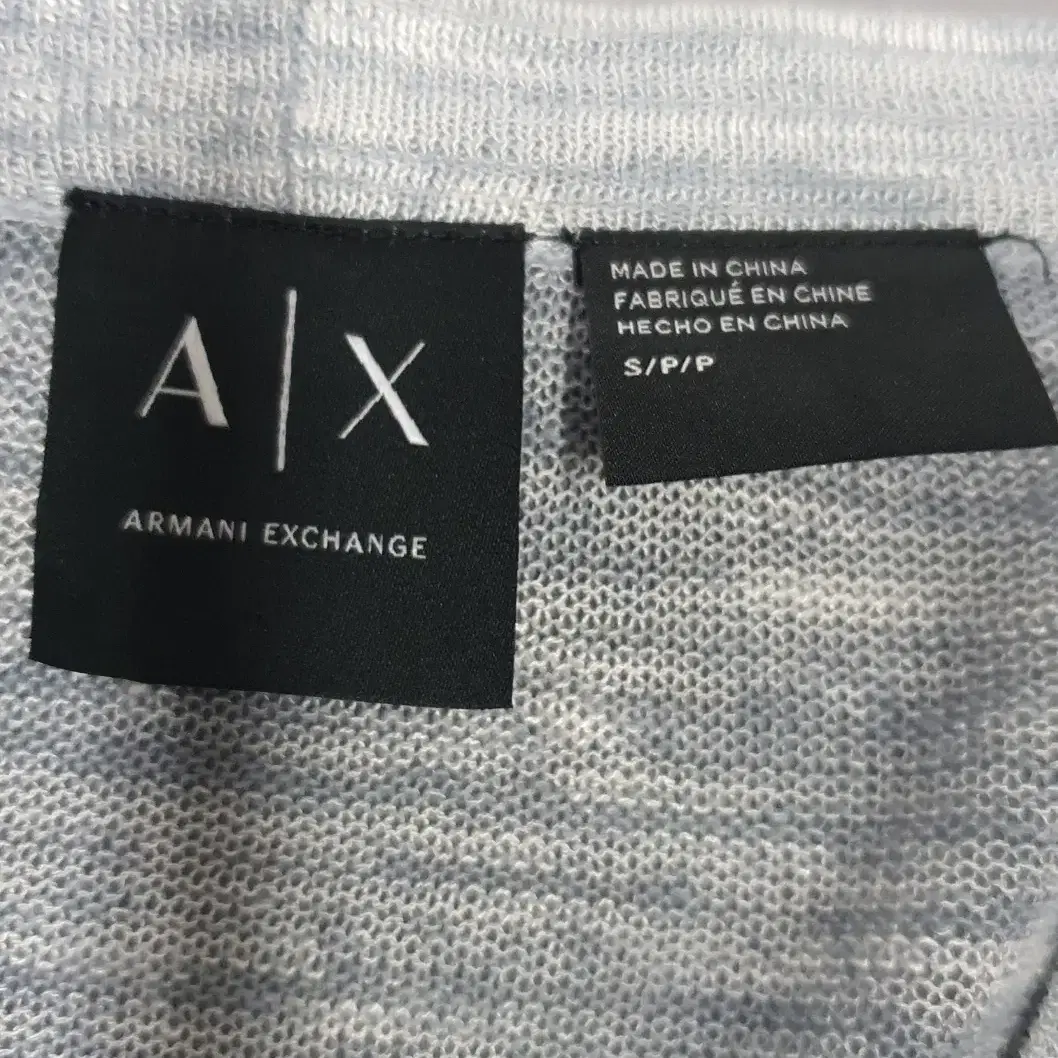 A|X
ARMANI EXCHANGE
MADE IN CHINA
FABRIQUÉ EN CHINE
HECHO EN CHINA
S/P/P